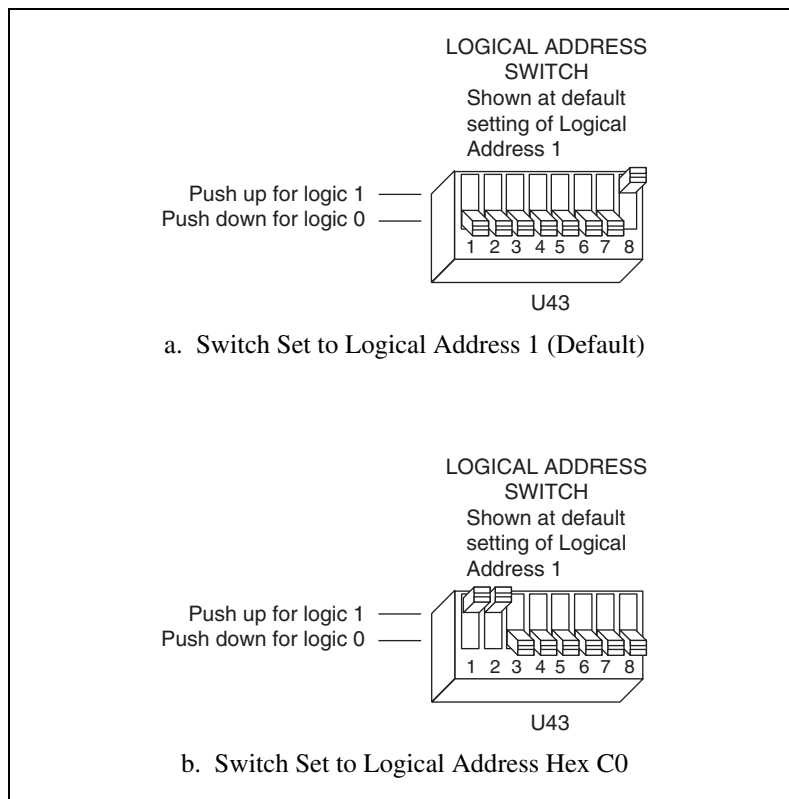 LOGICAL ADDRESS
SWITCH
Shown at default
setting of Logical
Address 1
Push up for logic 1
Push down for logic 0
1 2 3 4 5 6 7 8
U43
a. Switch Set to Logical Address 1 (Default)
LOGICAL ADDRESS
SWITCH
Shown at default
setting of Logical
Address 1
Push up for logic 1
Push down for logic 0
1 2 3 4 5 6 7 8
U43
b. Switch Set to Logical Address Hex C0